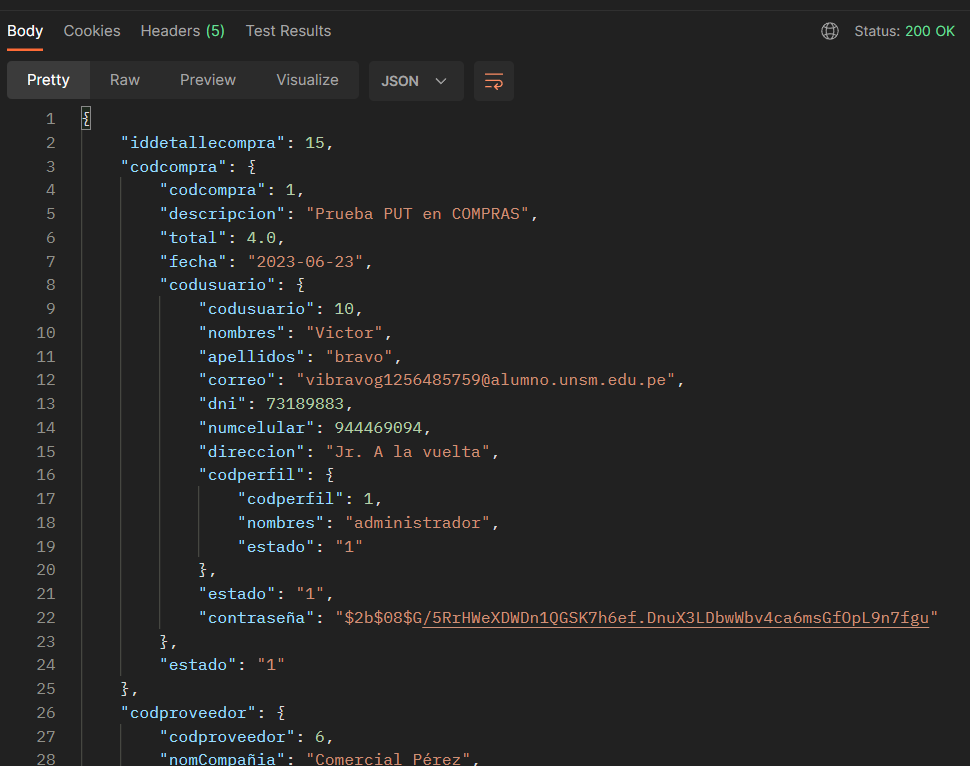 Body Cookies Headers (5) Test Results Status: 200 OK
Pretty Raw Preview Visualize JSON
1 {
2 "iddetallecompra": 15,
3 "codcompra": {
4 "codcompra": 1,
5 "descripcion": "Prueba PUT en COMPRAS",
6 "total": 4.0,
7 "fecha": "2023-06-23",
8 "codusuario": {
9 "codusuario": 10,
10 "nombres": "Victor",
11 "apellidos": "bravo",
12 "correo": "vibravog1256485759@alumno.unsm.edu.pe",
13 "dni": 73189883,
14 "numcelular": 944469094,
15 "direccion": "Jr. A la vuelta",
16 "codperfil": {
17 "codperfil": 1,
18 "nombres": "administrador",
19 "estado": "1"
20 },
21 "estado": "1",
22 "contraseña": "$2b$08$G/5RrHWeXDWDn1QGSK7h6ef.DnuX3LDbwWbv4ca6msGfOpL9n7fgu"
23 },
24 "estado": "1"
25 },
26 "codproveedor": {
27 "codproveedor": 6,
28 "nomCompañia": "Comercial Pérez",